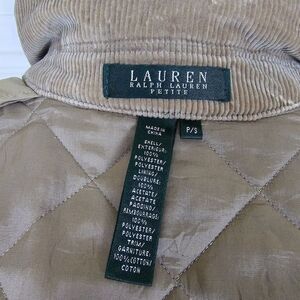 LAUREN
RALPH LAUREN
PETITE
MADE IN
CHINA
P/S
SHELL/
EXTERIEUR:
100%
POLYESTER/
POLYESTER
LINING/
DOUBLURE:
100%
ACETATE/
ACETATE
PADDING/
REMBOURRAGE:
100%
POLYESTER/
POLYESTER
TRIM/
GARNITURE:
100% COTTON/
COTON